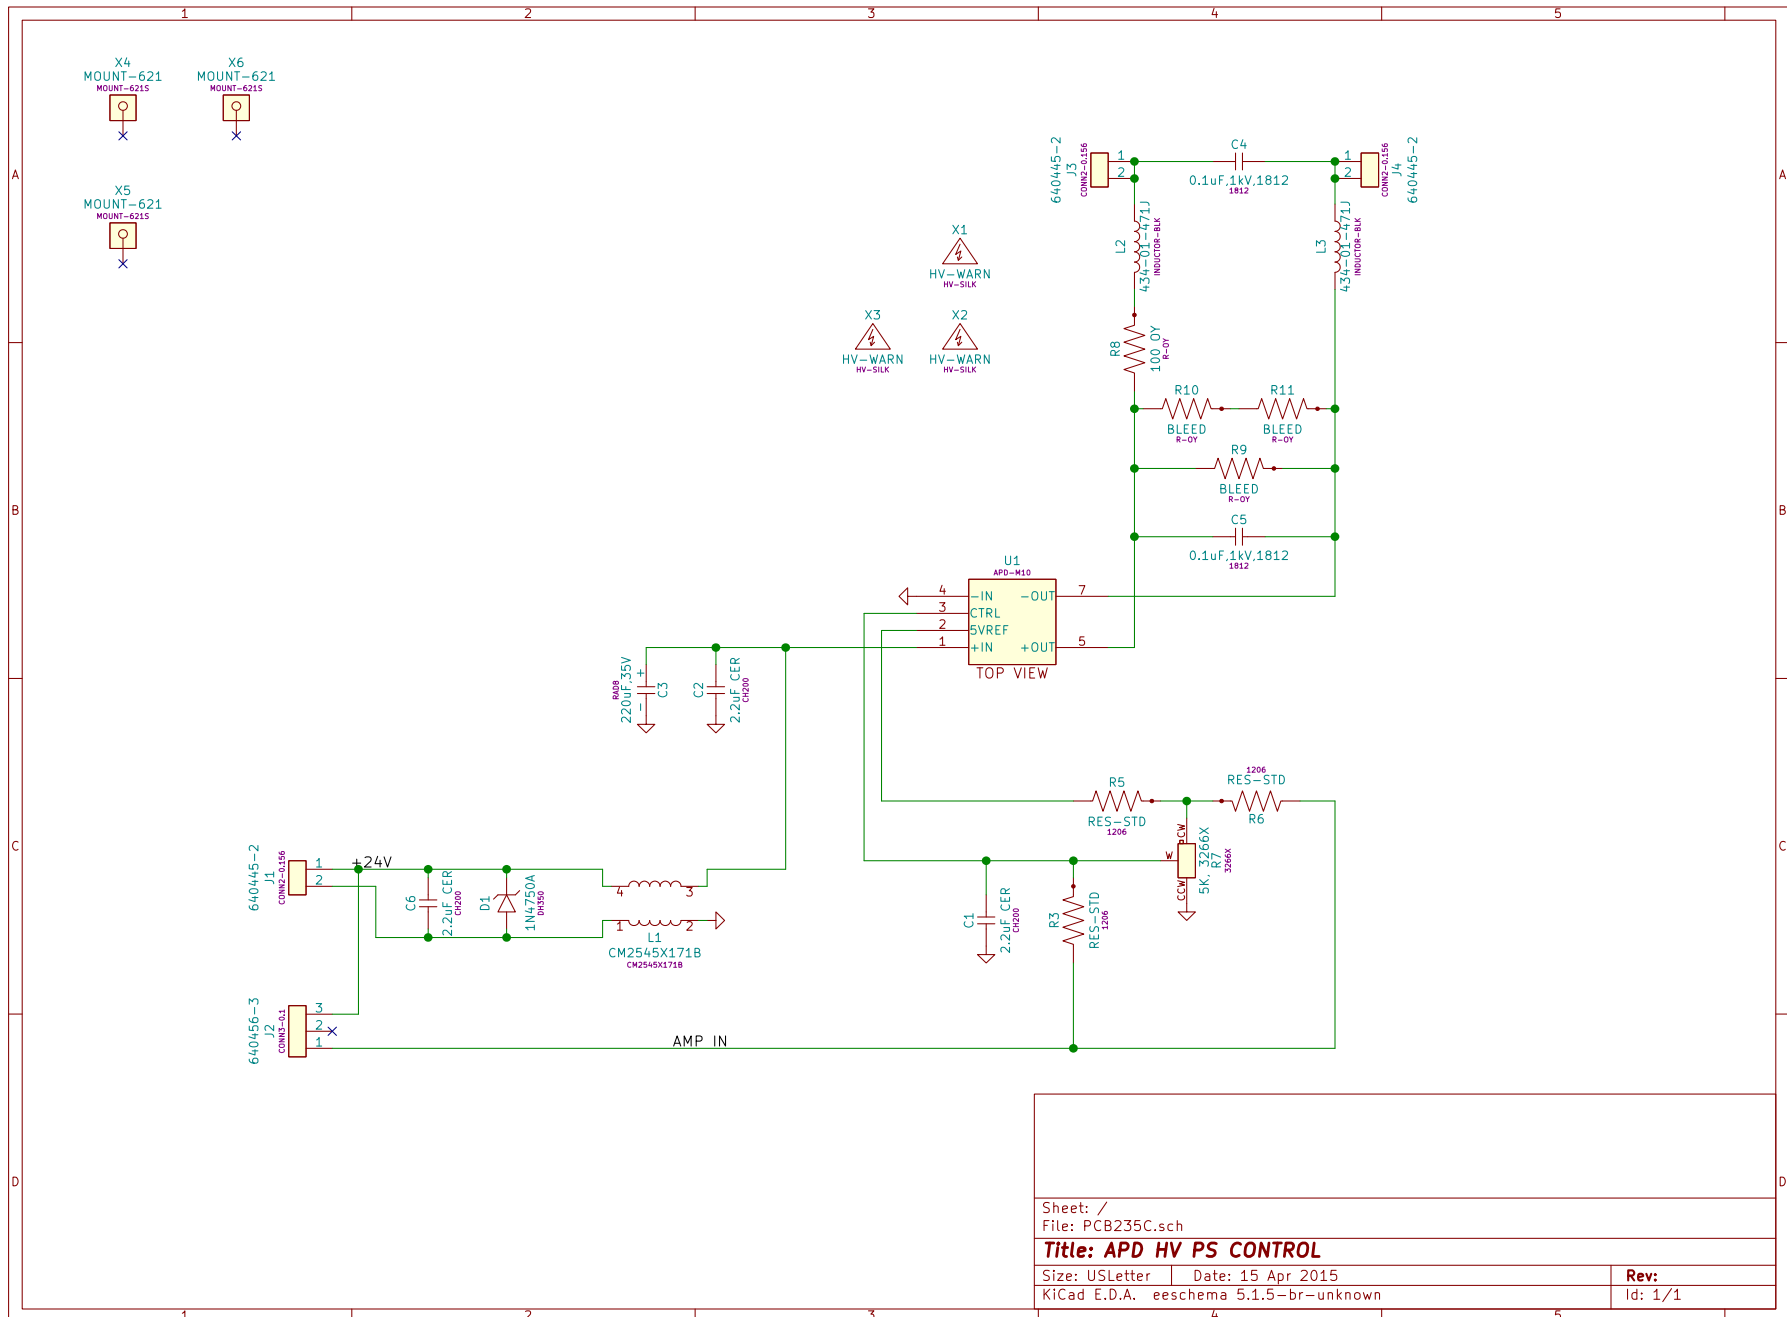 1 2 3 4 5
X4
MOUNT-621
MOUNT-621S
X6
MOUNT-621
MOUNT-621S
X5
MOUNT-621
MOUNT-621S
A
A
640445-2
J3
CONN2-0.156
1
2
C4
0.1uF,1kV,1812
1812
1
2
CONN2-0.156
J4
640445-2
X1
HV-WARN
HV-SILK
L2
434-01-471J
INDUCTOR-BLK
L3
434-01-471J
INDUCTOR-BLK
X3
HV-WARN
HV-SILK
X2
HV-WARN
HV-SILK
R8
100 OY
R-OY
R10
BLEED
R-OY
R11
BLEED
R-OY
R9
BLEED
R-OY
B
B
C5
0.1uF,1kV,1812
1812
U1
APD-M10
4 -IN -OUT 7
3 CTRL
2 5VREF
1 +IN +OUT 5
TOP VIEW
RAD8
220uF,35V
+
-
C3
C2
2.2uF CER
CH200
R5
RES-STD
1206
1206
RES-STD
R6
CW
W
CCW
5K, 3266X
R7
3266X
C
C
640445-2
J1
CONN2-0.156
1
2
+24V
C6
2.2uF CER
CH200
D1
1N4750A
DH350
4 3
1 2
L1
CM2545X171B
CM2545X171B
C1
2.2uF CER
CH200
R3
RES-STD
1206
640456-3
J2
CONN3-0.1
3
2
1
AMP IN
D
D
Sheet: /
File: PCB235C.sch
Title: APD HV PS CONTROL
Size: USLetter Date: 15 Apr 2015 Rev:
KiCad E.D.A. eeschema 5.1.5-br-unknown Id: 1/1
1 2 3 4 5